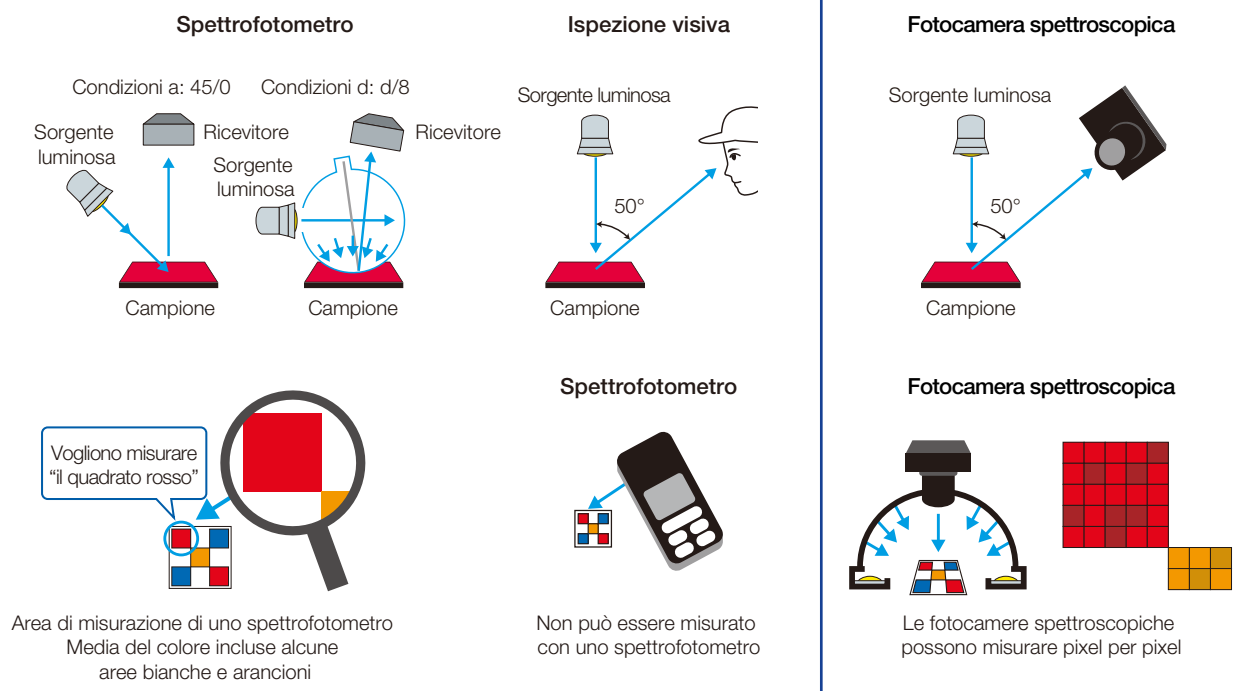 Spettrofotometro
Condizioni a: 45/0
Condizioni d: d/8
Sorgente
luminosa
Ricevitore
Sorgente
luminosa
Ricevitore
Campione
Campione
Ispezione visiva
Sorgente luminosa
50°
Campione
Fotocamera spettroscopica
Sorgente luminosa
50°
Campione
Vogliono misurare
“il quadrato rosso”
Area di misurazione di uno spettrofotometro
Media del colore incluse alcune
aree bianche e arancioni
Spettrofotometro
Non può essere misurato
con uno spettrofotometro
Fotocamera spettroscopica
Le fotocamere spettroscopiche
possono misurare pixel per pixel